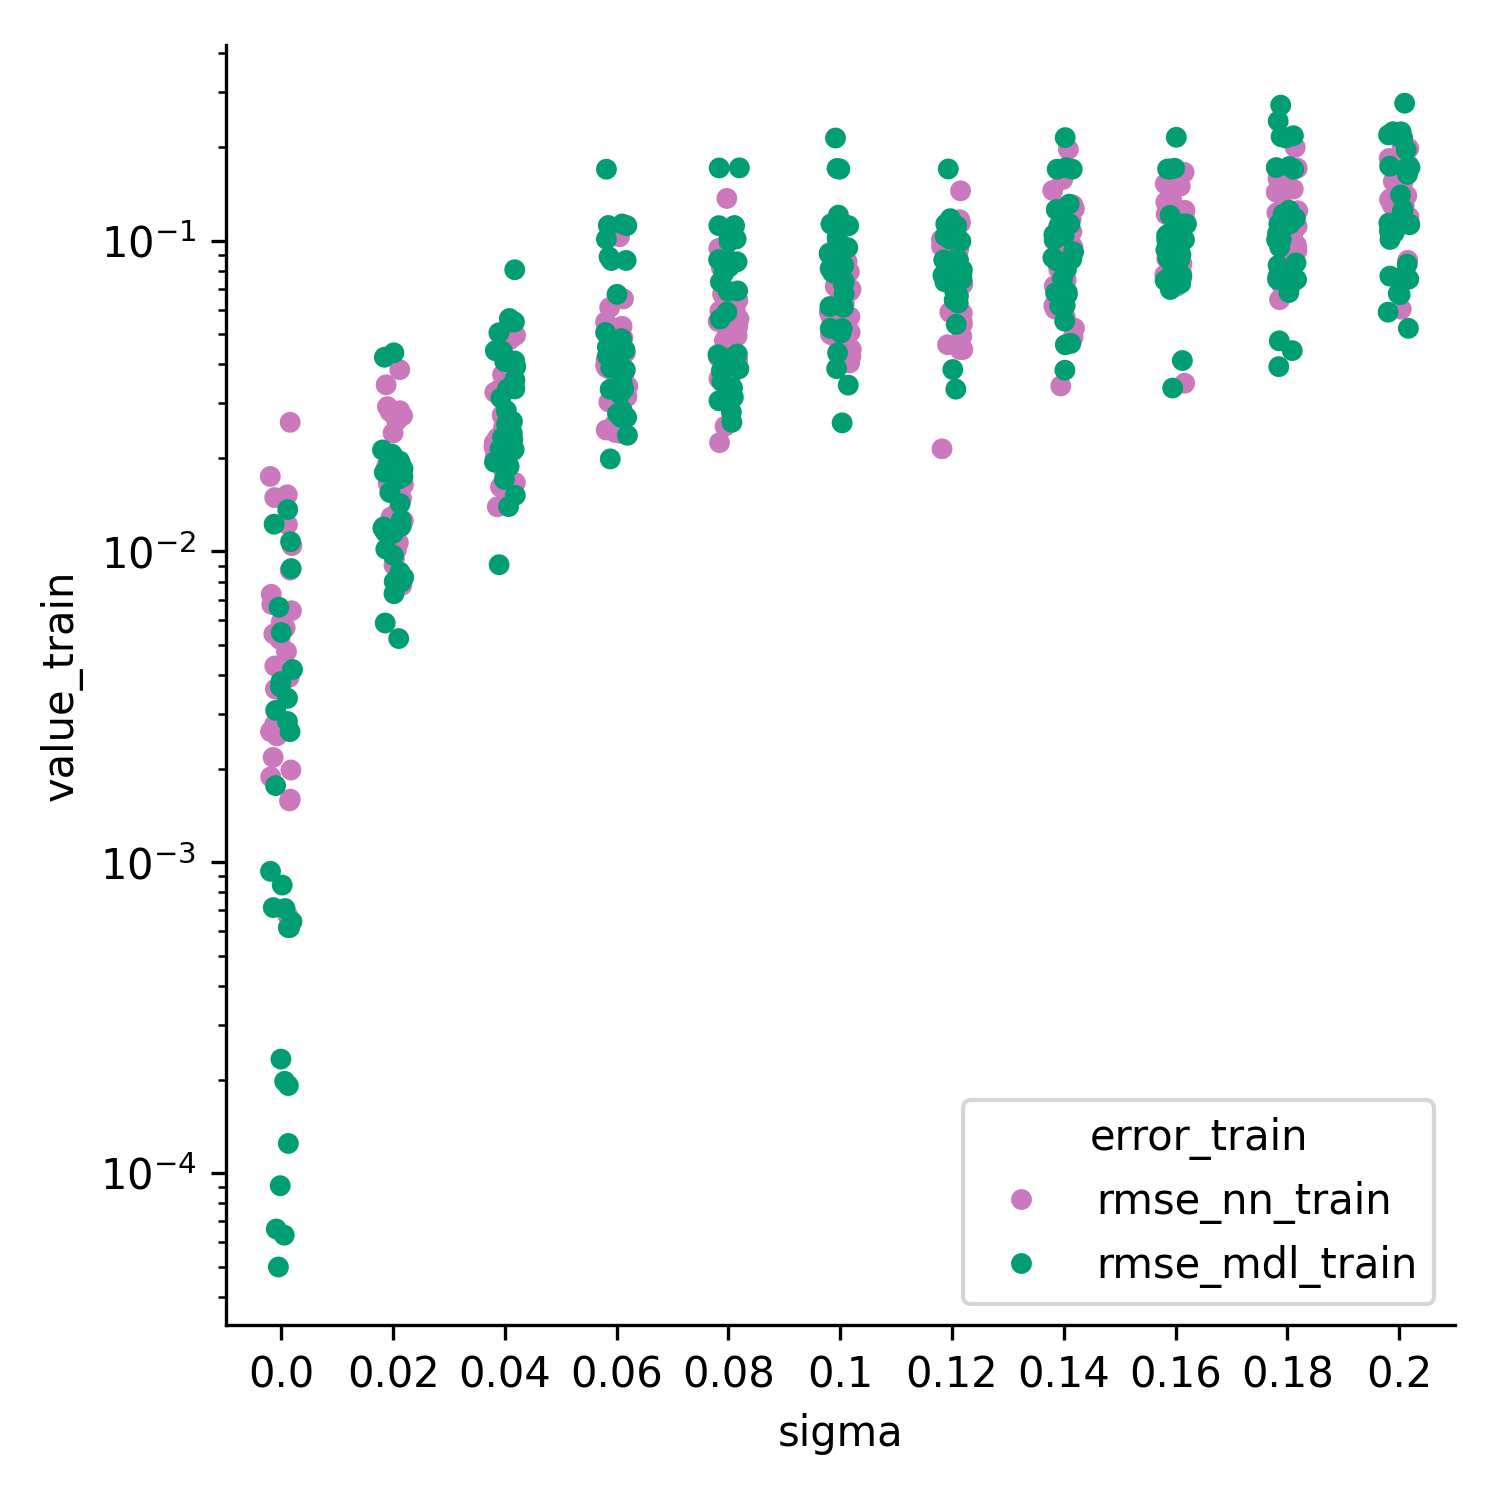 value_train
10⁻¹
10⁻²
10⁻³
10⁻⁴
error_train
rmse_nn_train
rmse_mdl_train
0.0 0.02 0.04 0.06 0.08 0.1 0.12 0.14 0.16 0.18 0.2
sigma